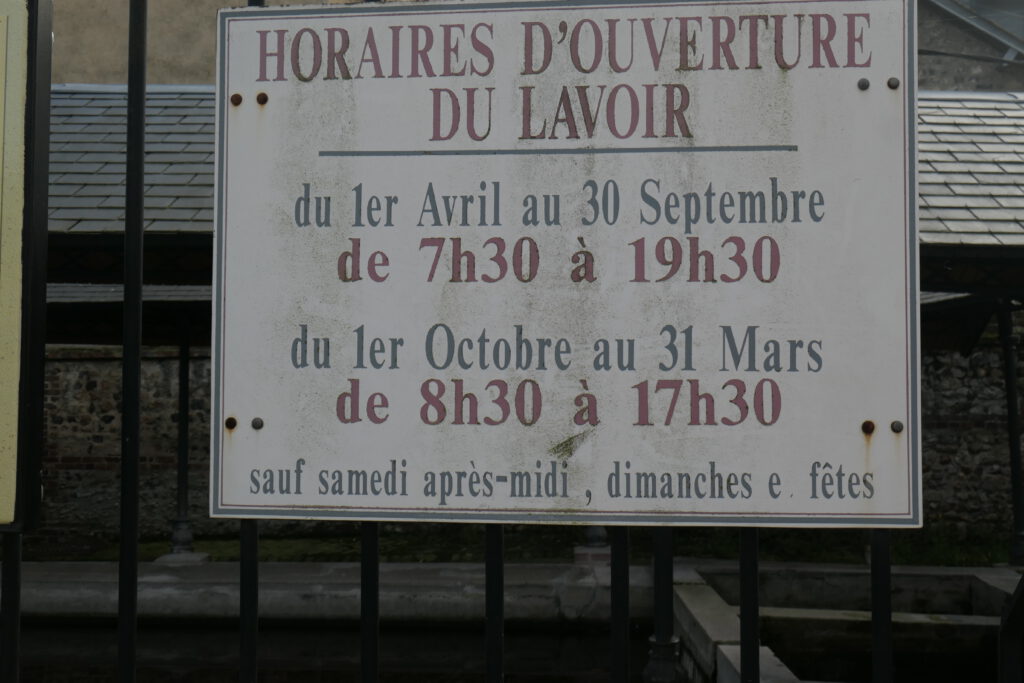 HORAIRES D'OUVERTURE
DU LAVOIR
du 1er Avril au 30 Septembre
de 7h30 à 19h30
du 1er Octobre au 31 Mars
de 8h30 à 17h30
sauf samedi après-midi , dimanches e . fêtes